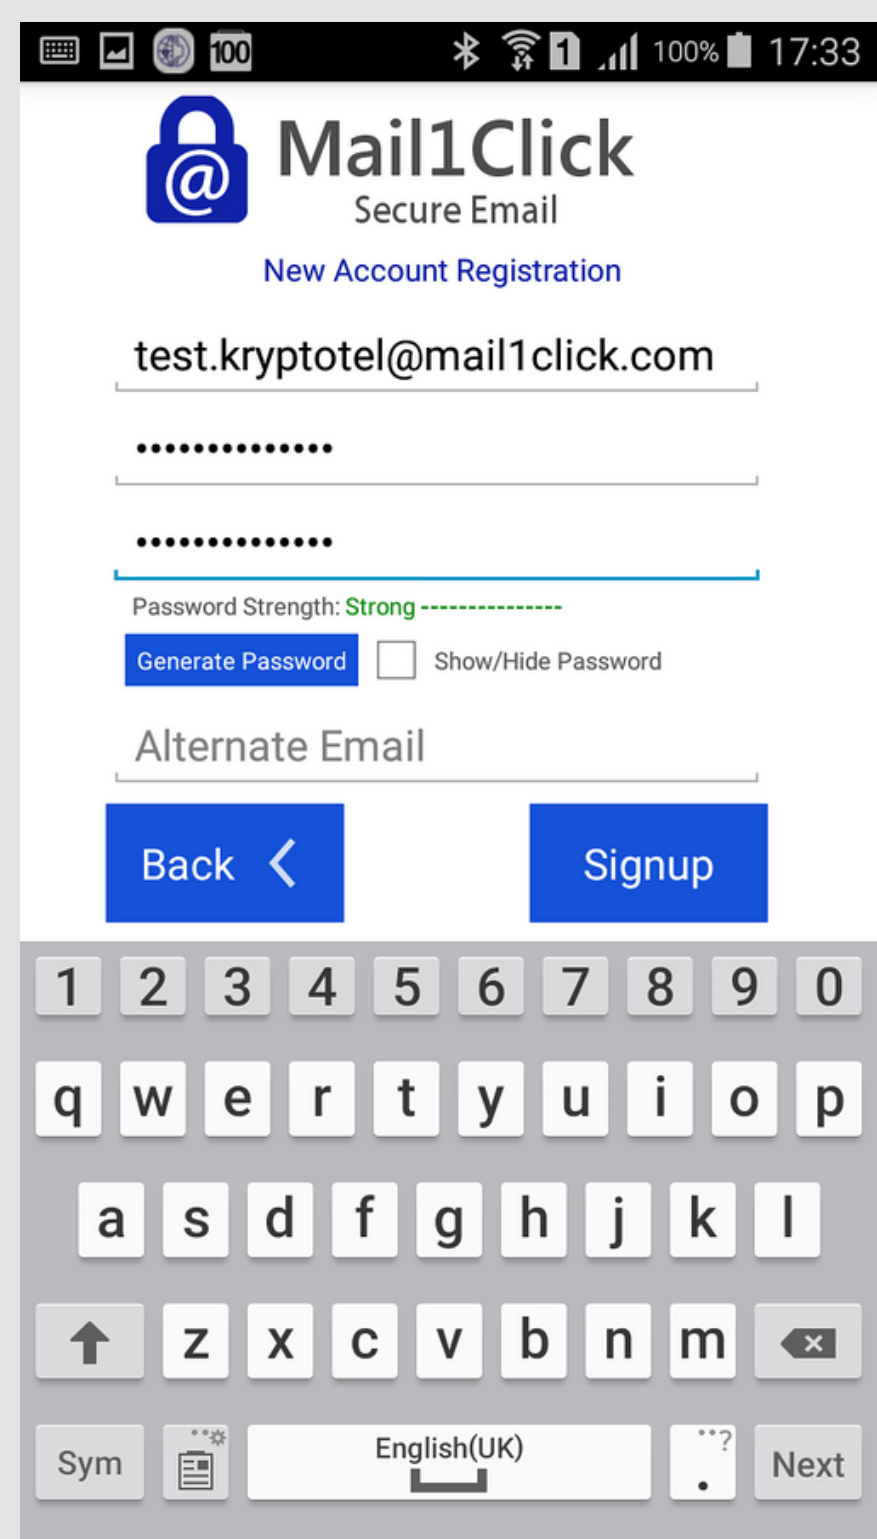 100 1 100% 17:33
@ Mail1Click
Secure Email
New Account Registration
test.kryptotel@mail1click.com
••••••••••••••
••••••••••••••
Password Strength: Strong ---------------
Generate Password Show/Hide Password
Alternate Email
Back Signup
1 2 3 4 5 6 7 8 9 0
q w e r t y u i o p
a s d f g h j k l
z x c v b n m
Sym English(UK) . ? Next